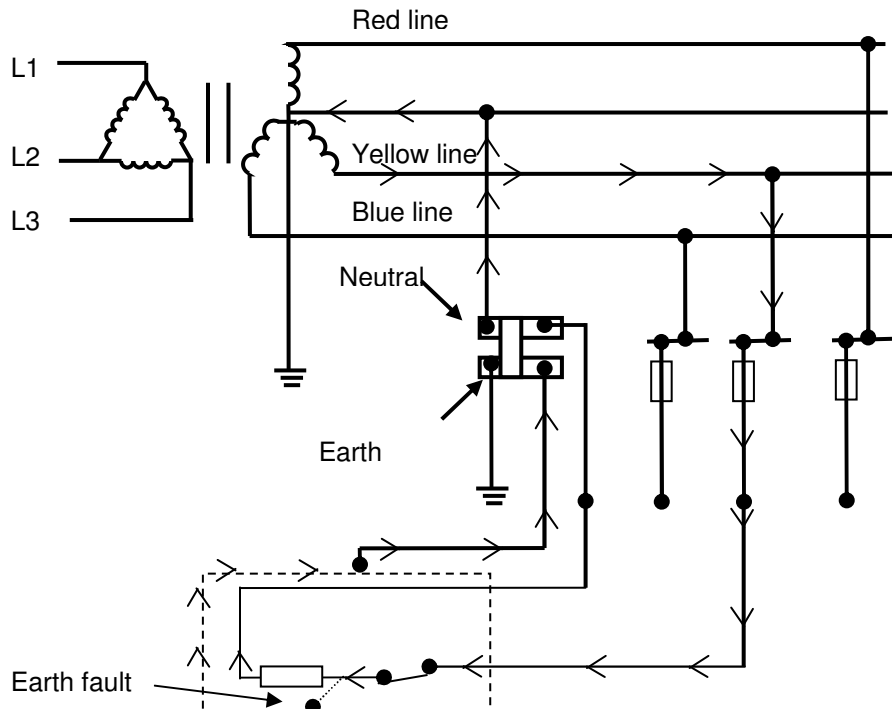 Red line
L1
L2
Yellow line
Blue line
L3
Neutral
Earth
Earth fault